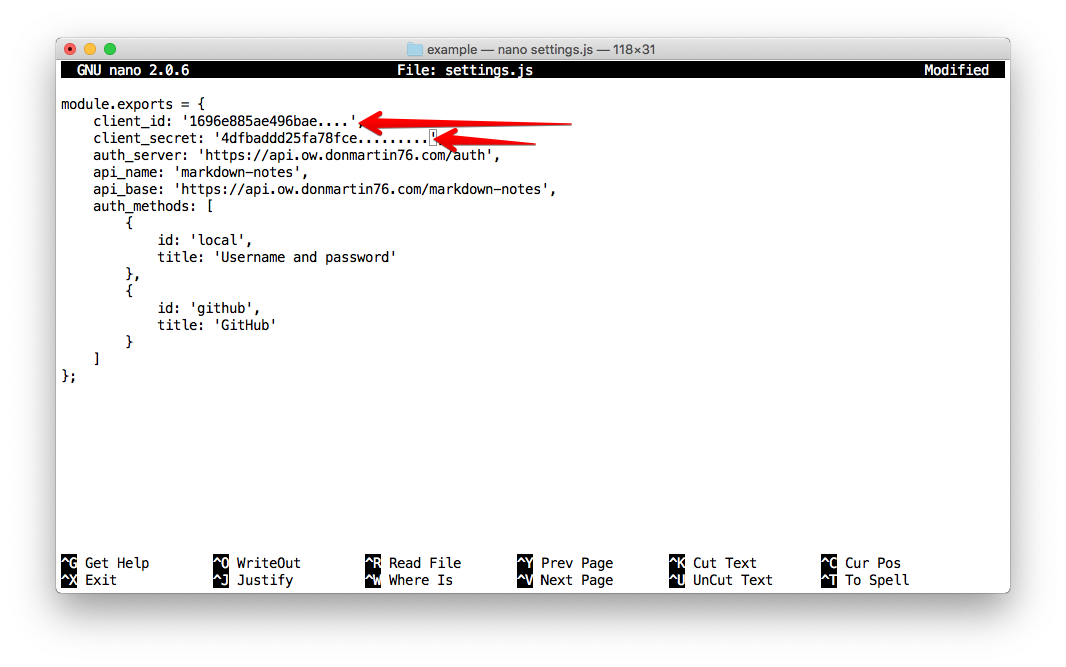 example — nano settings.js — 118×31
GNU nano 2.0.6 File: settings.js Modified
module.exports = {
    client_id: '1696e885ae496bae....',
    client_secret: '4dfbaddd25fa78fce.........'
    auth_server: 'https://api.ow.donmartin76.com/auth',
    api_name: 'markdown-notes',
    api_base: 'https://api.ow.donmartin76.com/markdown-notes',
    auth_methods: [
        {
            id: 'local',
            title: 'Username and password'
        },
        {
            id: 'github',
            title: 'GitHub'
        }
    ]
};
^G Get Help ^O WriteOut ^R Read File ^Y Prev Page ^K Cut Text ^C Cur Pos
^X Exit ^J Justify ^W Where Is ^V Next Page ^U UnCut Text ^T To Spell